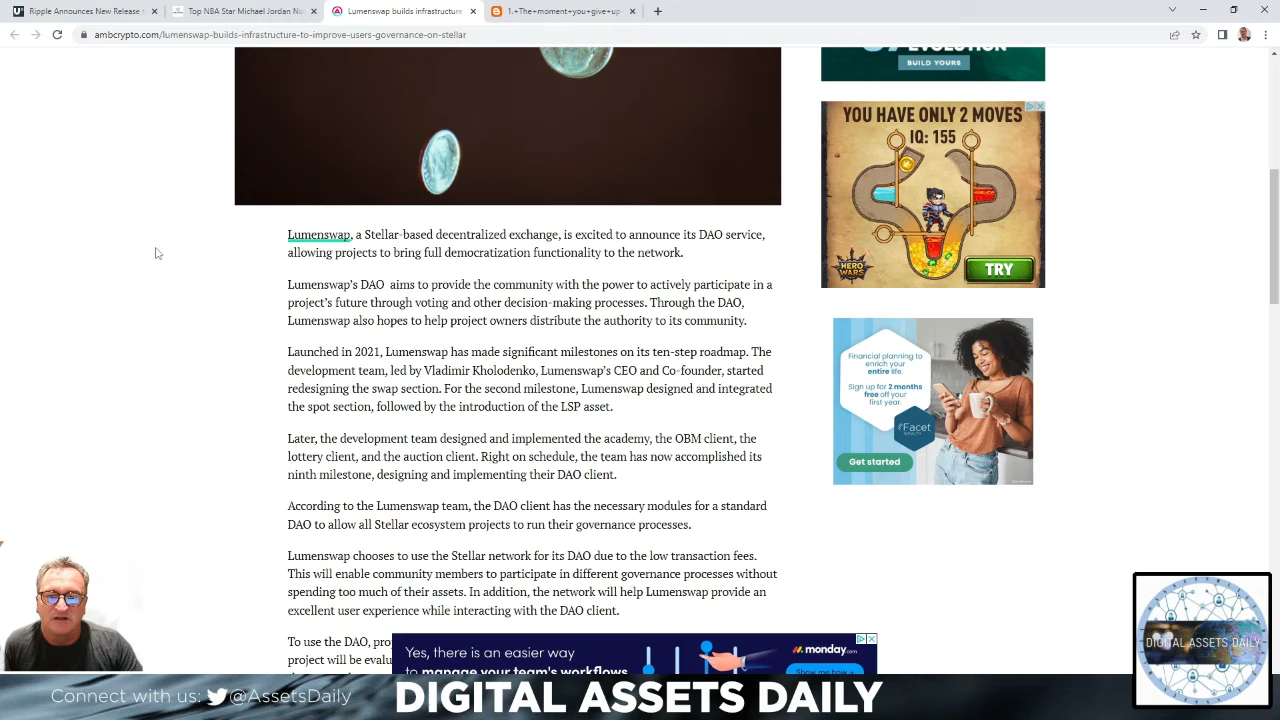 Ripple Announces New Release
Top NBA Star Michael Jordan No
Lumenswap builds infrastructure
1.+The+Moment+you+have+been
ambcrypto.com/lumenswap-builds-infrastructure-to-improve-users-governance-on-stellar
EVOLUTION
BUILD YOURS
YOU HAVE ONLY 2 MOVES
IQ: 155
HERO
WARS
TRY
Lumenswap, a Stellar-based decentralized exchange, is excited to announce its DAO service,
allowing projects to bring full democratization functionality to the network.
Lumenswap's DAO aims to provide the community with the power to actively participate in a
project's future through voting and other decision-making processes. Through the DAO,
Lumenswap also hopes to help project owners distribute the authority to its community.
Launched in 2021, Lumenswap has made significant milestones on its ten-step roadmap. The
development team, led by Vladimir Kholodenko, Lumenswap's CEO and Co-founder, started
redesigning the swap section. For the second milestone, Lumenswap designed and integrated
the spot section, followed by the introduction of the LSP asset.
Later, the development team designed and implemented the academy, the OBM client, the
lottery client, and the auction client. Right on schedule, the team has now accomplished its
ninth milestone, designing and implementing their DAO client.
According to the Lumenswap team, the DAO client has the necessary modules for a standard
DAO to allow all Stellar ecosystem projects to run their governance processes.
Lumenswap chooses to use the Stellar network for its DAO due to the low transaction fees.
This will enable community members to participate in different governance processes without
spending too much of their assets. In addition, the network will help Lumenswap provide an
excellent user experience while interacting with the DAO client.
To use the DAO, pro
project will be evalu
Financial planning to
enrich your
entire life.
Sign up for 2 months
free off your
first year.
Facet
WEALTH
Get started
Yes, there is an easier way
to manage your team's workflows
monday.com
Show me how
DIGITAL ASSETS DAILY
Connect with us: @AssetsDaily
DIGITAL ASSETS DAILY